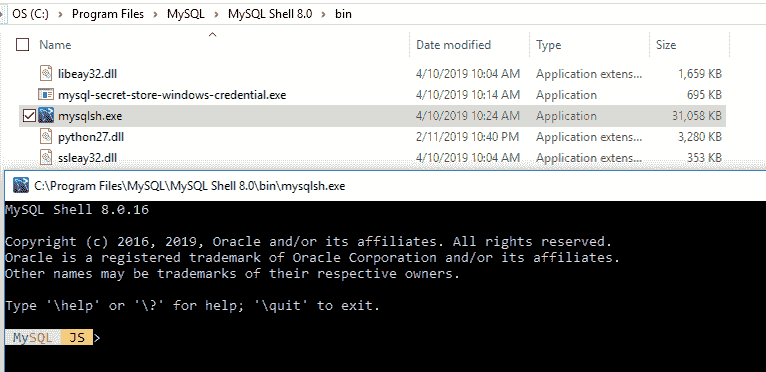 OS (C:) > Program Files > MySQL > MySQL Shell 8.0 > bin
Name Date modified Type Size
libeay32.dll 4/10/2019 10:04 AM Application extens... 1,659 KB
mysql-secret-store-windows-credential.exe 4/10/2019 10:14 AM Application 695 KB
mysqlsh.exe 4/10/2019 10:24 AM Application 31,058 KB
python27.dll 2/11/2019 10:40 PM Application extens... 3,280 KB
ssleay32.dll 4/10/2019 10:04 AM Application extens... 353 KB
C:\Program Files\MySQL\MySQL Shell 8.0\bin\mysqlsh.exe
MySQL Shell 8.0.16
Copyright (c) 2016, 2019, Oracle and/or its affiliates. All rights reserved.
Oracle is a registered trademark of Oracle Corporation and/or its affiliates.
Other names may be trademarks of their respective owners.
Type '\help' or '\?' for help; '\quit' to exit.
MySQL JS >